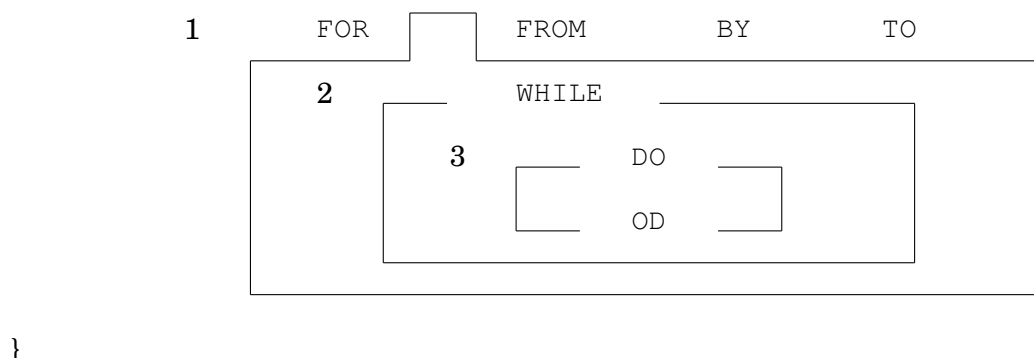 1 FOR FROM BY TO
2 WHILE
3 DO
OD
}